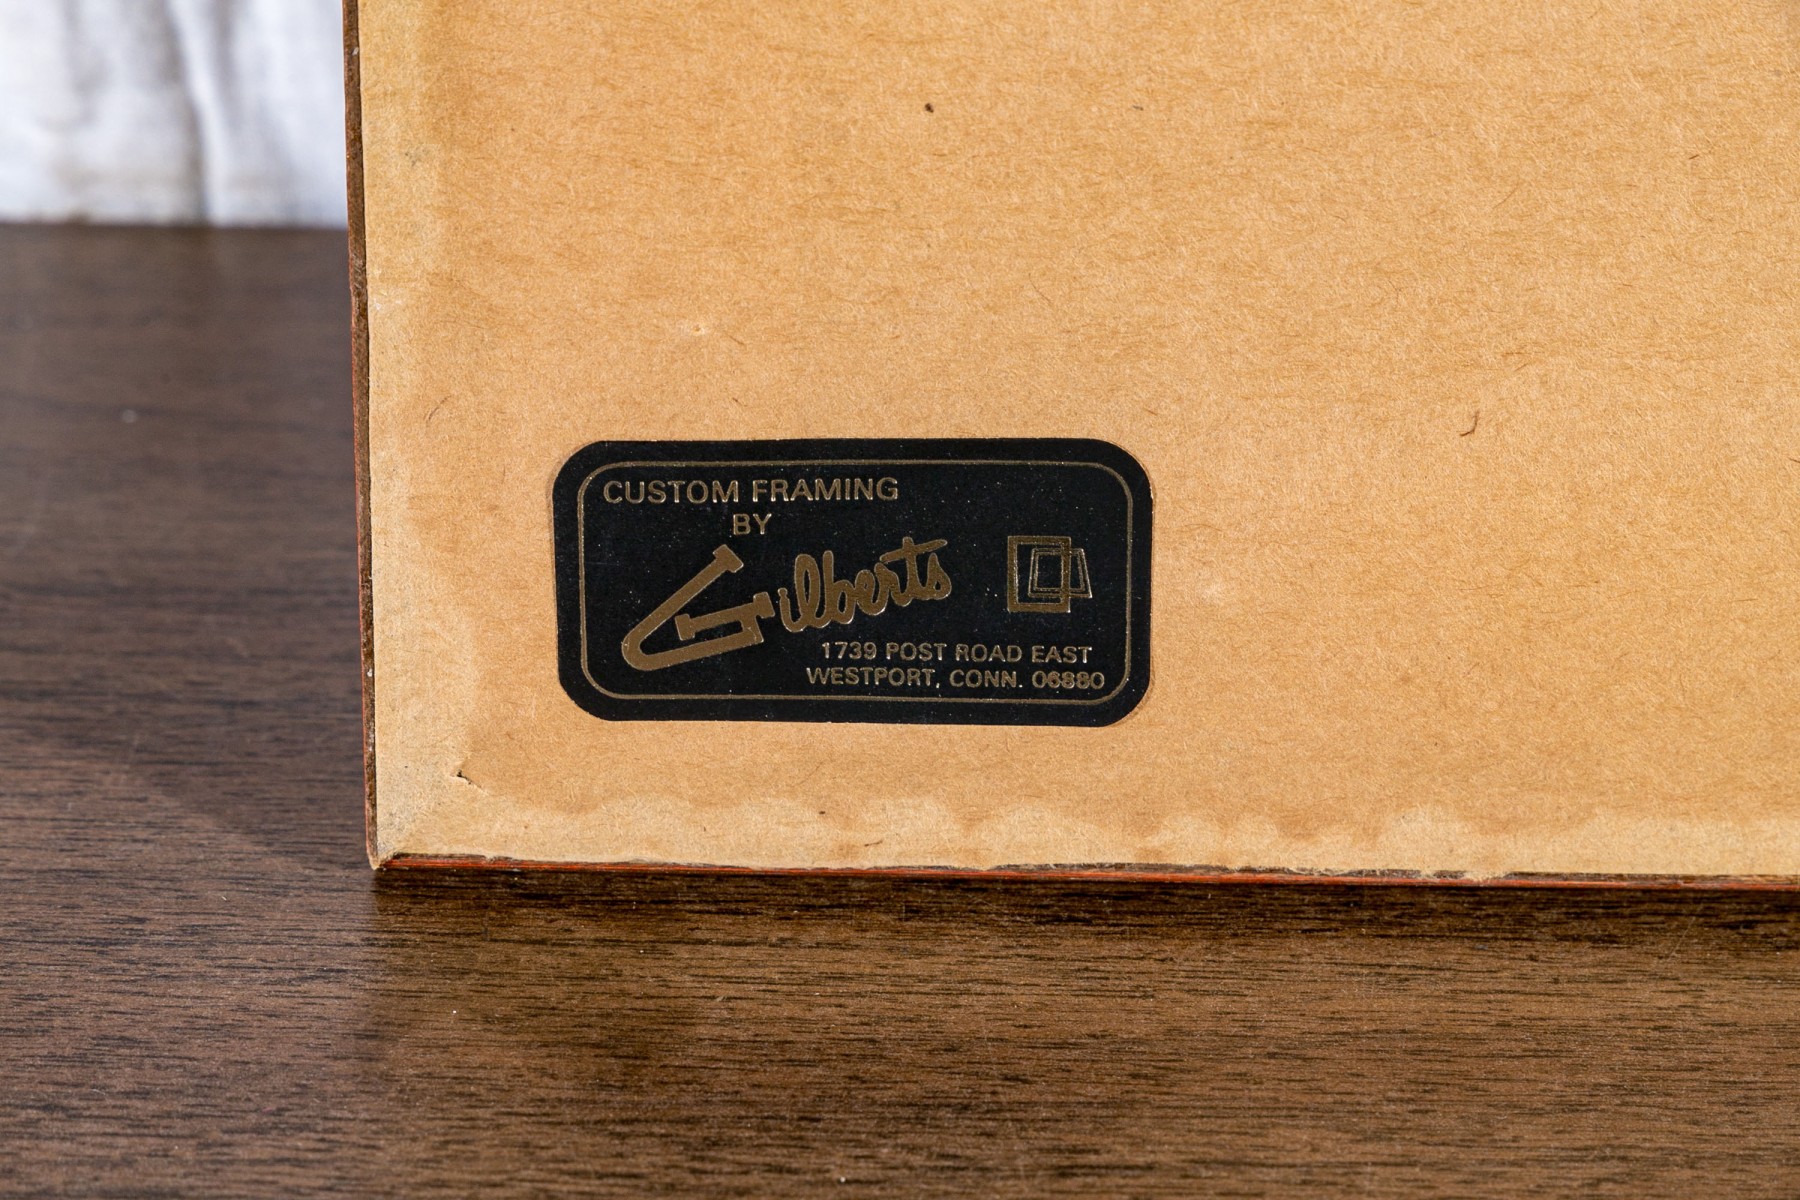 CUSTOM FRAMING
BY
Gilberts
1739 POST ROAD EAST
WESTPORT, CONN. 06880